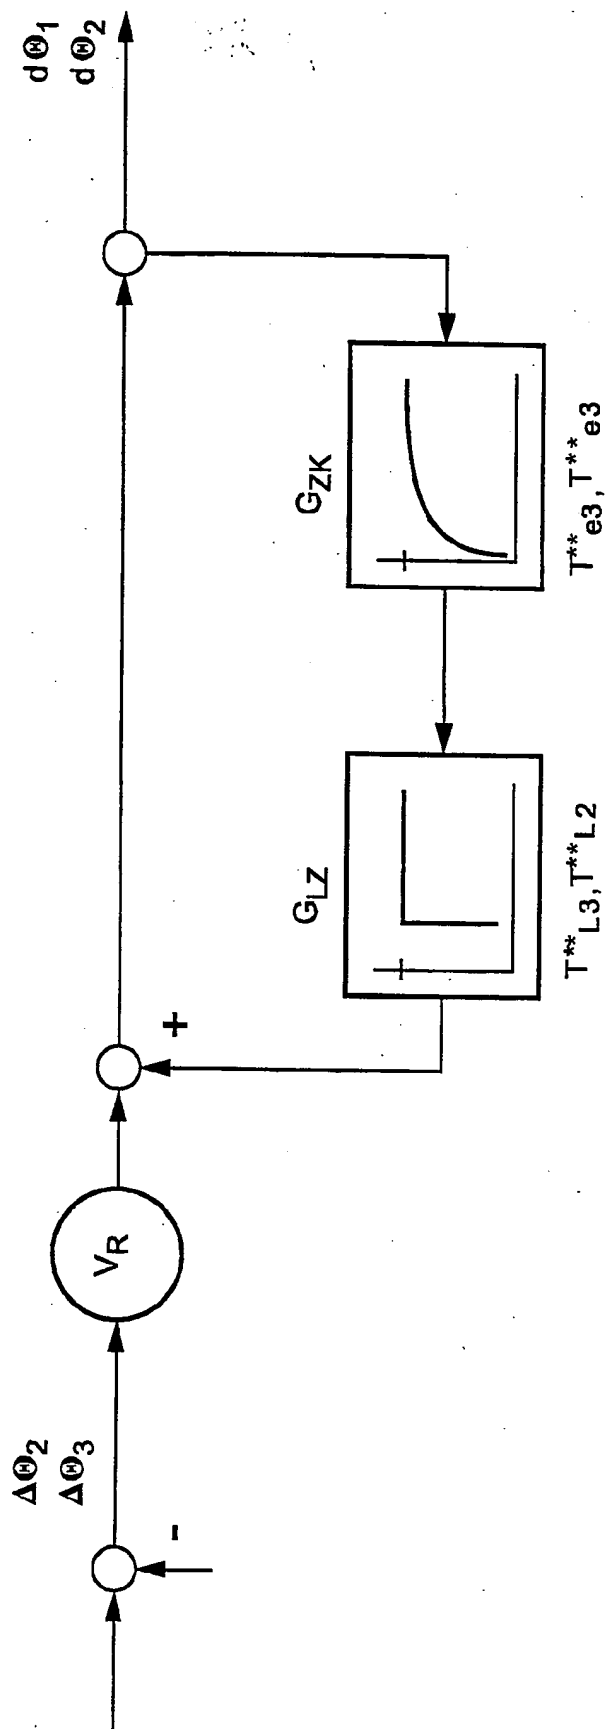 ΔΘ₂
ΔΘ₃
-
V_R
+
dΘ₁
dΘ₂
G_LZ
T**L3, T**L2
G_ZK
T**e3, T**e3